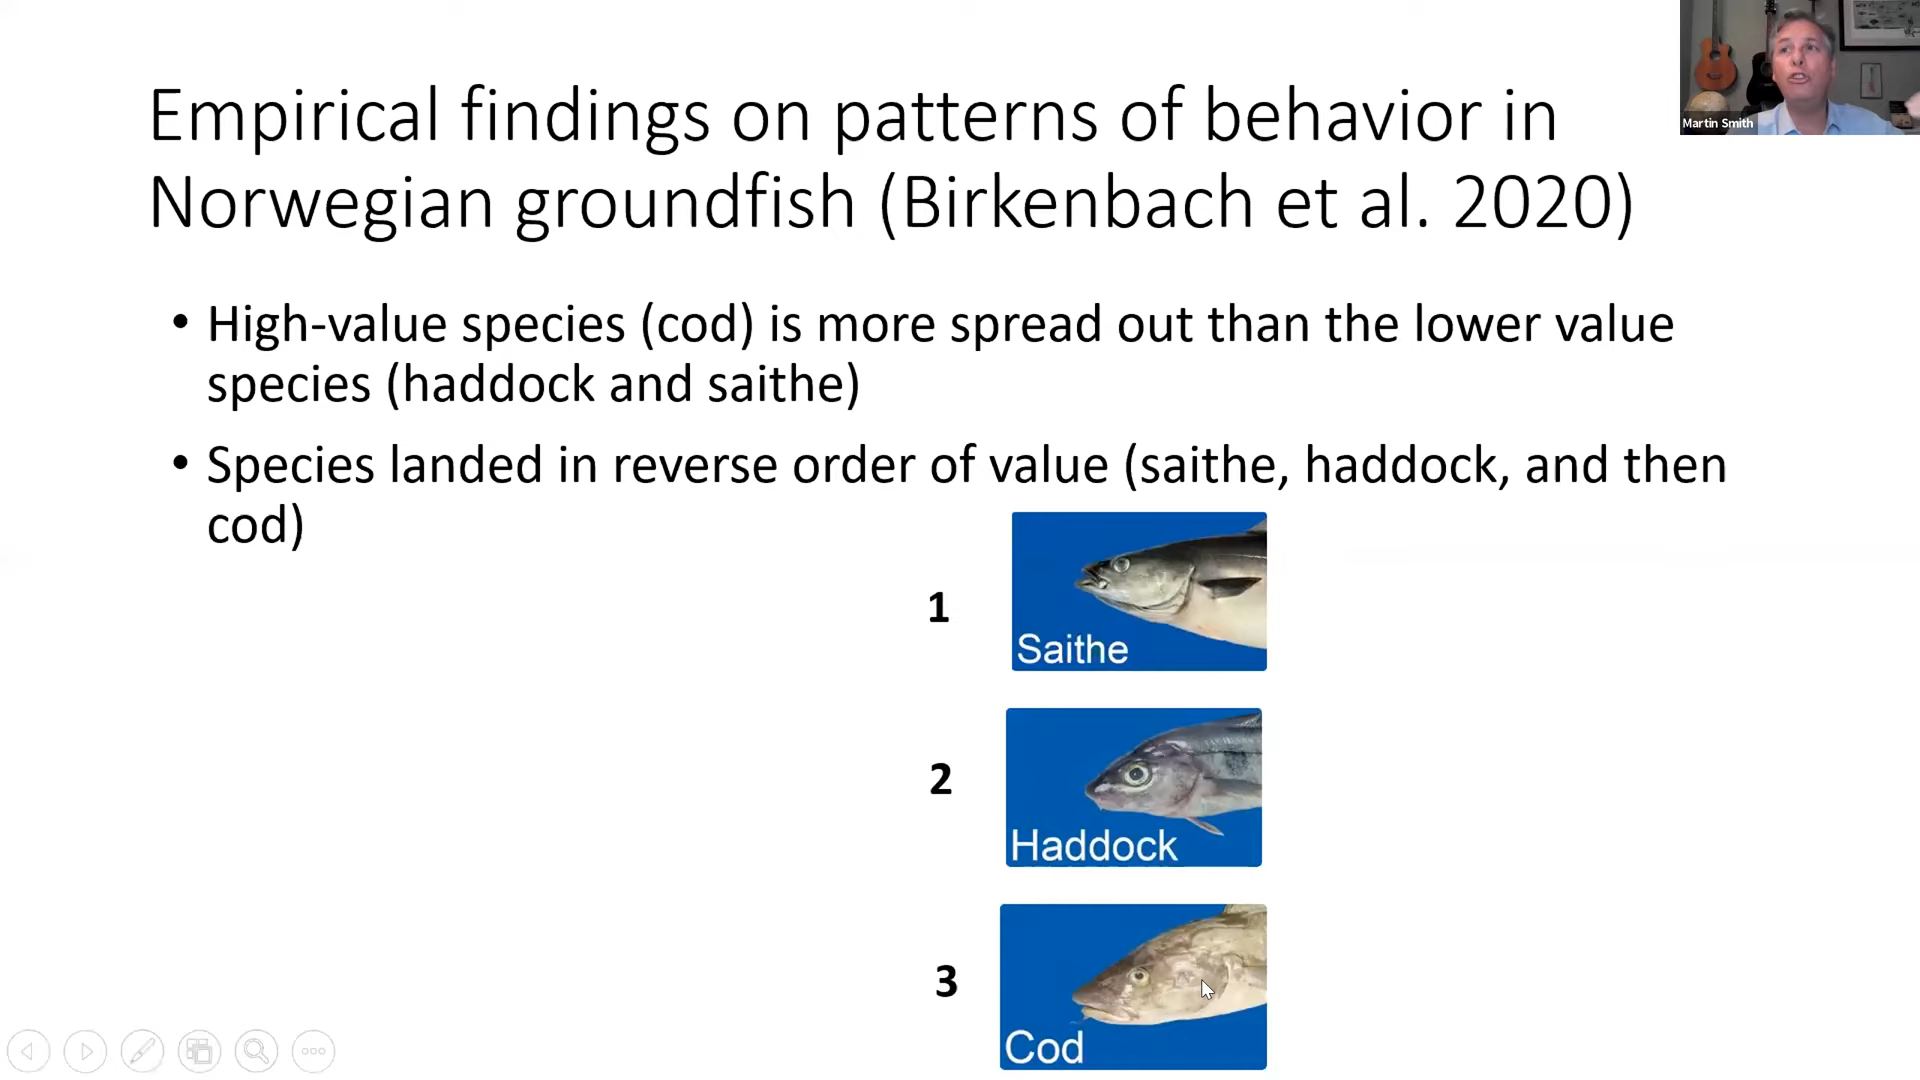 Empirical findings on patterns of behavior in
Norwegian groundfish (Birkenbach et al. 2020)
Martin Smith
• High-value species (cod) is more spread out than the lower value
species (haddock and saithe)
• Species landed in reverse order of value (saithe, haddock, and then
cod)
1
Saithe
2
Haddock
3
Cod